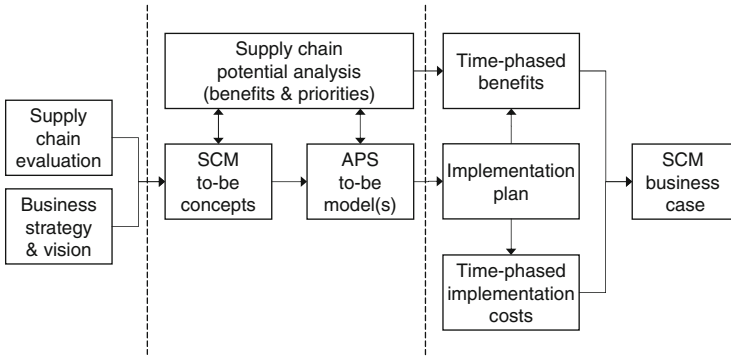 Supply
chain
evaluation
Business
strategy
& vision
Supply chain
potential analysis
(benefits & priorities)
SCM
to-be
concepts
APS
to-be
model(s)
Time-phased
benefits
Implementation
plan
Time-phased
implementation
costs
SCM
business
case